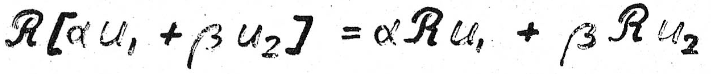 ℛ[αu₁ + βu₂] = αℛu₁ + βℛu₂